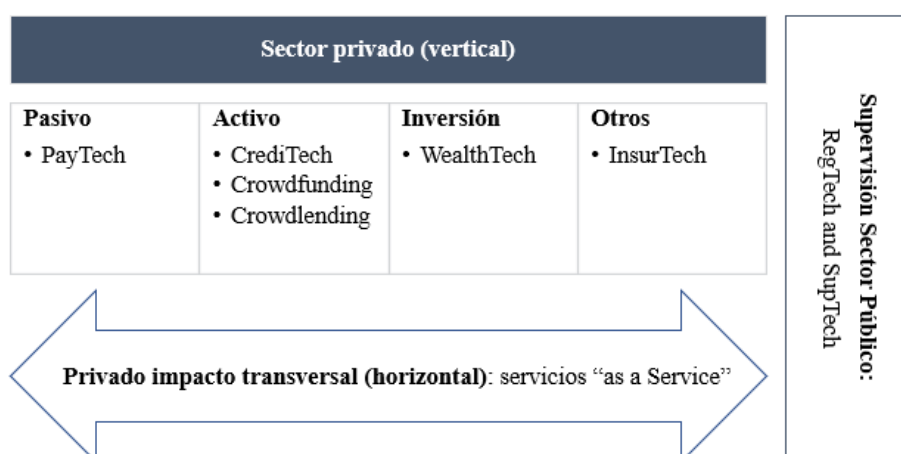 Sector privado (vertical)
Pasivo
• PayTech
Activo
• CrediTech
• Crowdfunding
• Crowdlending
Inversión
• WealthTech
Otros
• InsurTech
Privado impacto transversal (horizontal): servicios “as a Service”
Supervisión Sector Público:
RegTech and SupTech